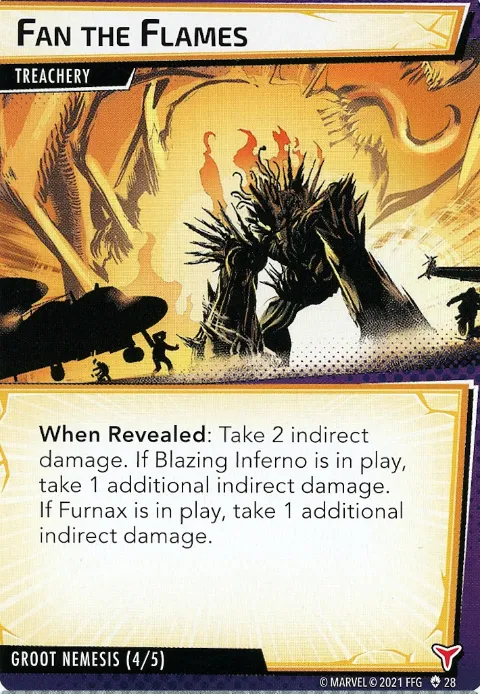 Fan the Flames
TREACHERY
When Revealed: Take 2 indirect
damage. If Blazing Inferno is in play,
take 1 additional indirect damage.
If Furnax is in play, take 1 additional
indirect damage.
GROOT NEMESIS (4/5)
© MARVEL © 2021 FFG 28